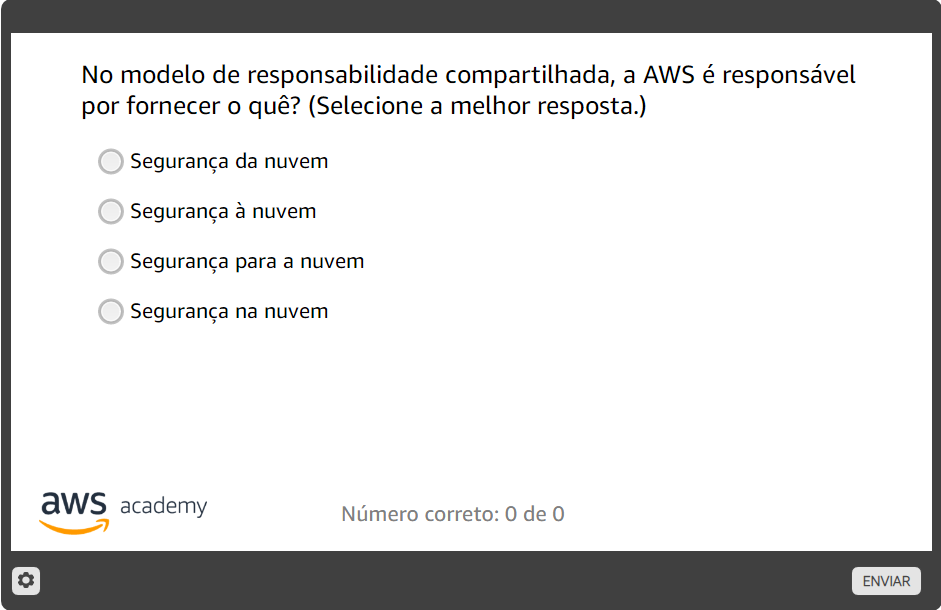 No modelo de responsabilidade compartilhada, a AWS é responsável
por fornecer o quê? (Selecione a melhor resposta.)
Segurança da nuvem
Segurança à nuvem
Segurança para a nuvem
Segurança na nuvem
aws academy
Número correto: 0 de 0
ENVIAR